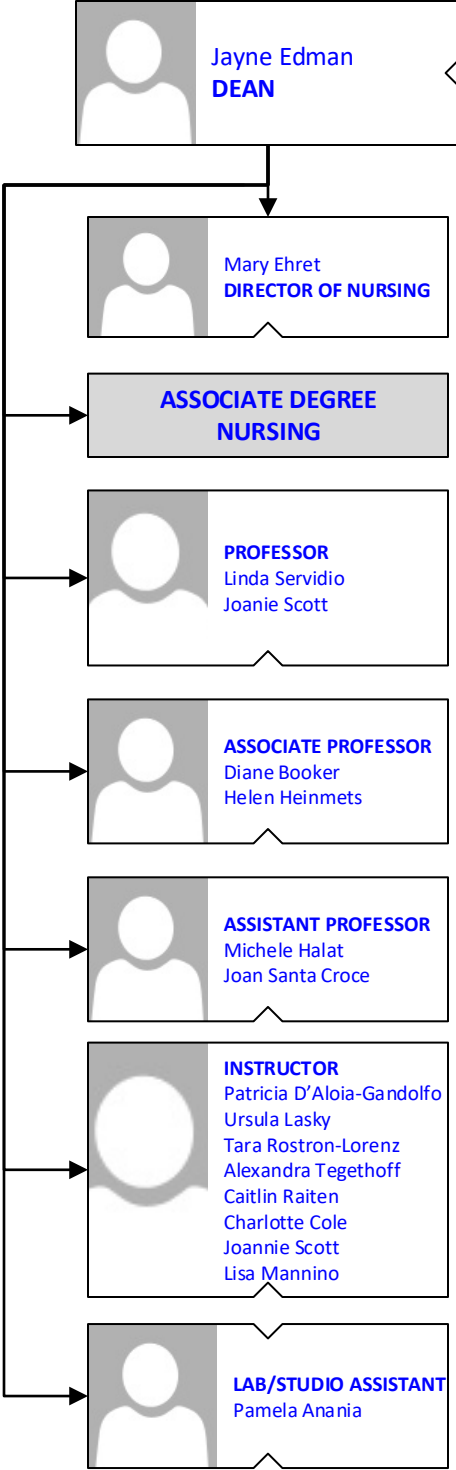 Jayne Edman
DEAN
Mary Ehret
DIRECTOR OF NURSING
ASSOCIATE DEGREE
NURSING
PROFESSOR
Linda Servidio
Joanie Scott
ASSOCIATE PROFESSOR
Diane Booker
Helen Heinmets
ASSISTANT PROFESSOR
Michele Halat
Joan Santa Croce
INSTRUCTOR
Patricia D’Aloia-Gandolfo
Ursula Lasky
Tara Rostron-Lorenz
Alexandra Tegethoff
Caitlin Raiten
Charlotte Cole
Joannie Scott
Lisa Mannino
LAB/STUDIO ASSISTANT
Pamela Anania